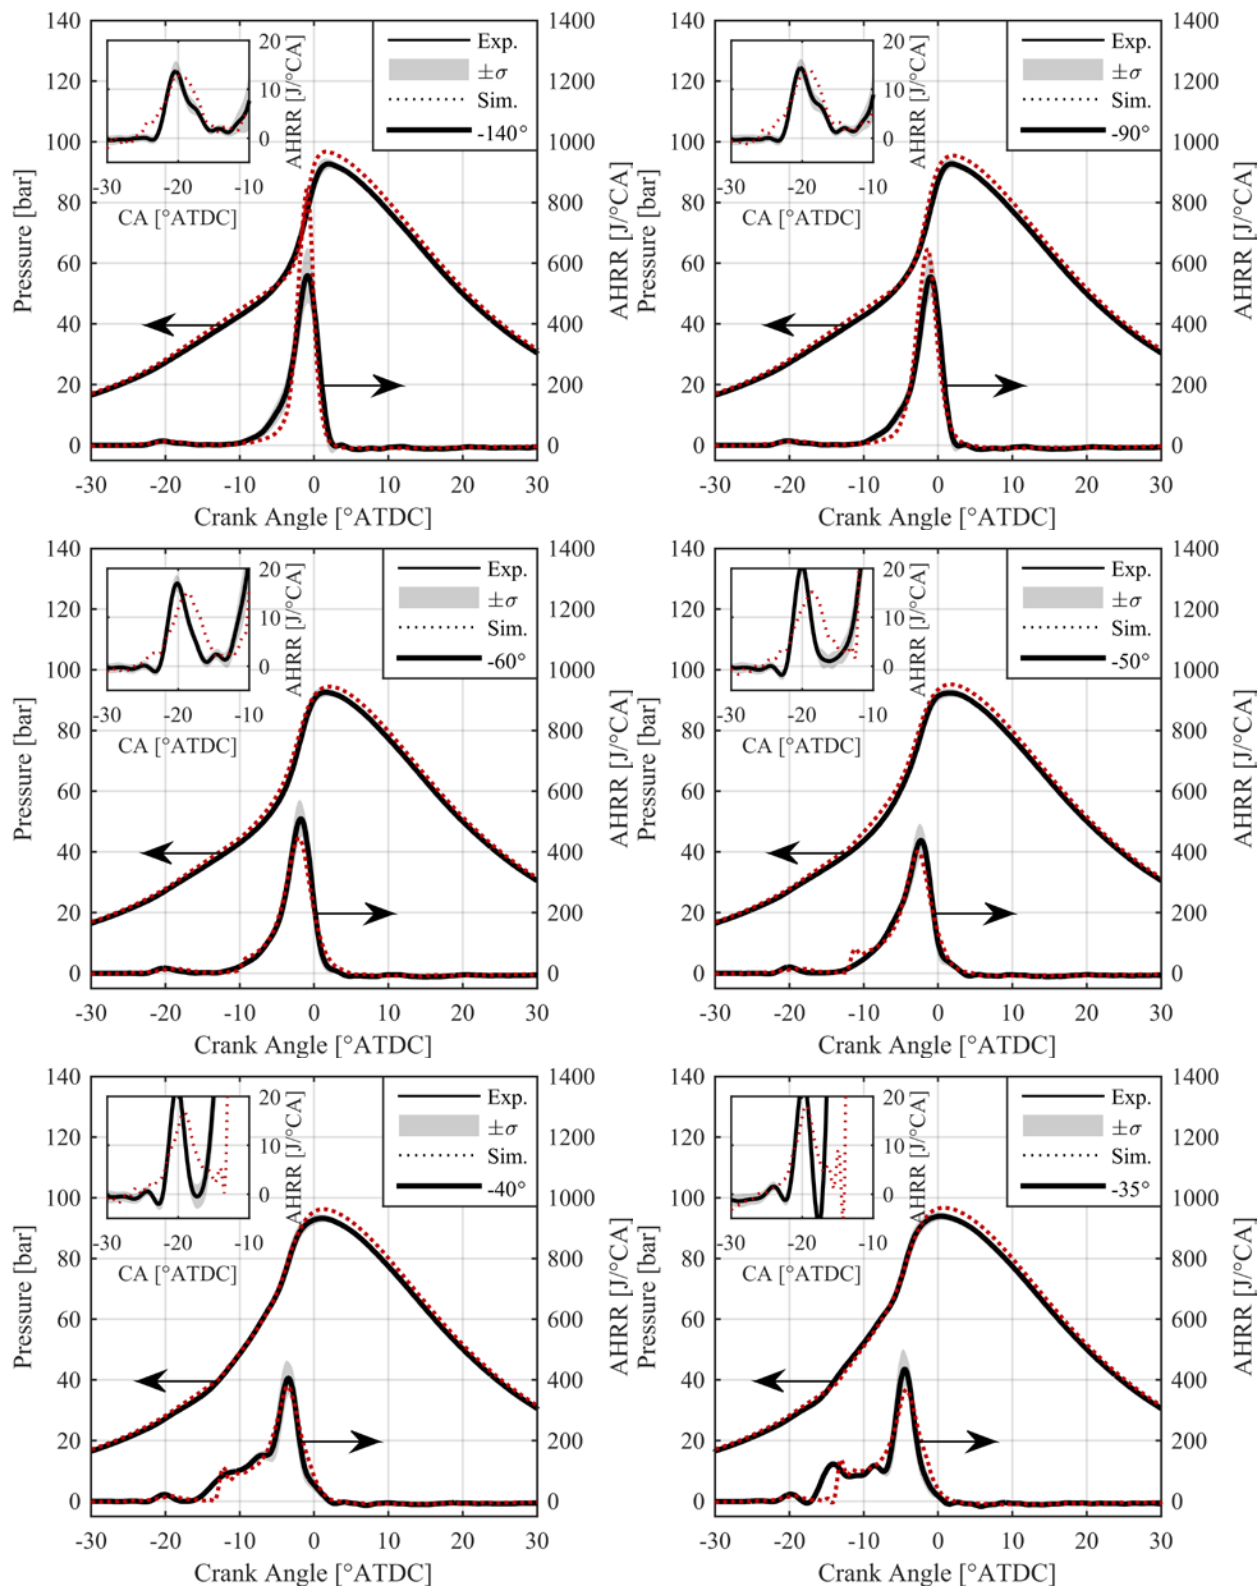 140
120
100
80
60
40
20
0
Pressure [bar]
-30 -20 -10 0 10 20 30
Crank Angle [°ATDC]
1400
1200
1000
800
600
400
200
0
AHRR [J/°CA]
20
10
0
AHRR [J/°CA]
-30 -20 -10
CA [°ATDC]
Exp.
±σ
Sim.
-140°
140
120
100
80
60
40
20
0
Pressure [bar]
-30 -20 -10 0 10 20 30
Crank Angle [°ATDC]
1400
1200
1000
800
600
400
200
0
AHRR [J/°CA]
20
10
0
AHRR [J/°CA]
-30 -20 -10
CA [°ATDC]
Exp.
±σ
Sim.
-90°
140
120
100
80
60
40
20
0
Pressure [bar]
-30 -20 -10 0 10 20 30
Crank Angle [°ATDC]
1400
1200
1000
800
600
400
200
0
AHRR [J/°CA]
20
10
0
AHRR [J/°CA]
-30 -20 -10
CA [°ATDC]
Exp.
±σ
Sim.
-60°
140
120
100
80
60
40
20
0
Pressure [bar]
-30 -20 -10 0 10 20 30
Crank Angle [°ATDC]
1400
1200
1000
800
600
400
200
0
AHRR [J/°CA]
20
10
0
AHRR [J/°CA]
-30 -20 -10
CA [°ATDC]
Exp.
±σ
Sim.
-50°
140
120
100
80
60
40
20
0
Pressure [bar]
-30 -20 -10 0 10 20 30
Crank Angle [°ATDC]
1400
1200
1000
800
600
400
200
0
AHRR [J/°CA]
20
10
0
AHRR [J/°CA]
-30 -20 -10
CA [°ATDC]
Exp.
±σ
Sim.
-40°
140
120
100
80
60
40
20
0
Pressure [bar]
-30 -20 -10 0 10 20 30
Crank Angle [°ATDC]
1400
1200
1000
800
600
400
200
0
AHRR [J/°CA]
20
10
0
AHRR [J/°CA]
-30 -20 -10
CA [°ATDC]
Exp.
±σ
Sim.
-35°